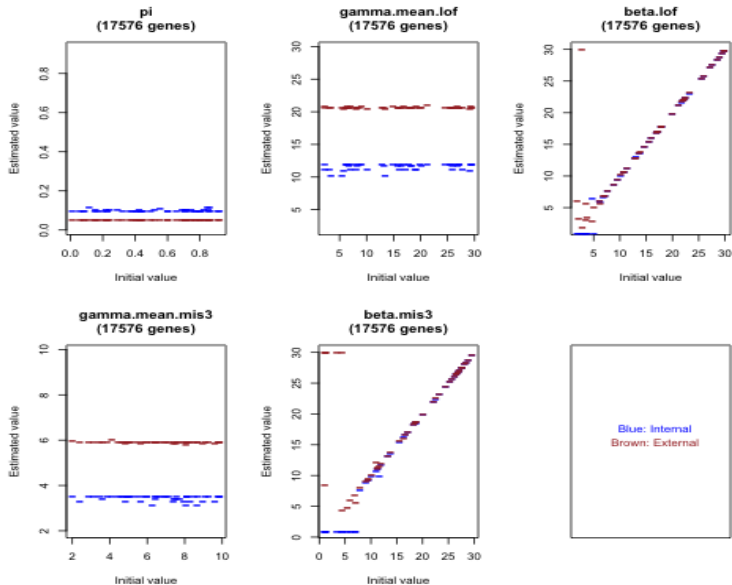 pi
(17576 genes)
gamma.mean.lof
(17576 genes)
beta.lof
(17576 genes)
Estimated value
0.0
0.2
0.4
0.6
0.8
0.0
0.2
0.4
0.6
0.8
Initial value
Estimated value
5
10
15
20
25
30
5
10
15
20
25
30
Initial value
Estimated value
5
10
15
20
25
30
0
5
10
15
20
25
30
Initial value
gamma.mean.mis3
(17576 genes)
beta.mis3
(17576 genes)
Estimated value
2
4
6
8
10
2
4
6
8
10
Initial value
Estimated value
0
5
10
15
20
25
30
0
5
10
15
20
25
30
Initial value
Blue: Internal
Brown: External